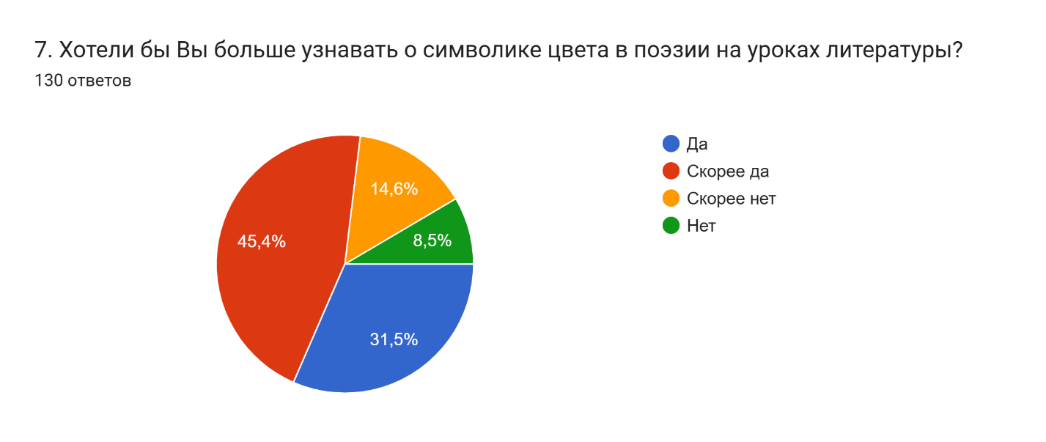 7. Хотели бы Вы больше узнавать о символике цвета в поэзии на уроках литературы?
130 ответов
Да
Скорее да
Скорее нет
Нет
14,6%
45,4%
8,5%
31,5%